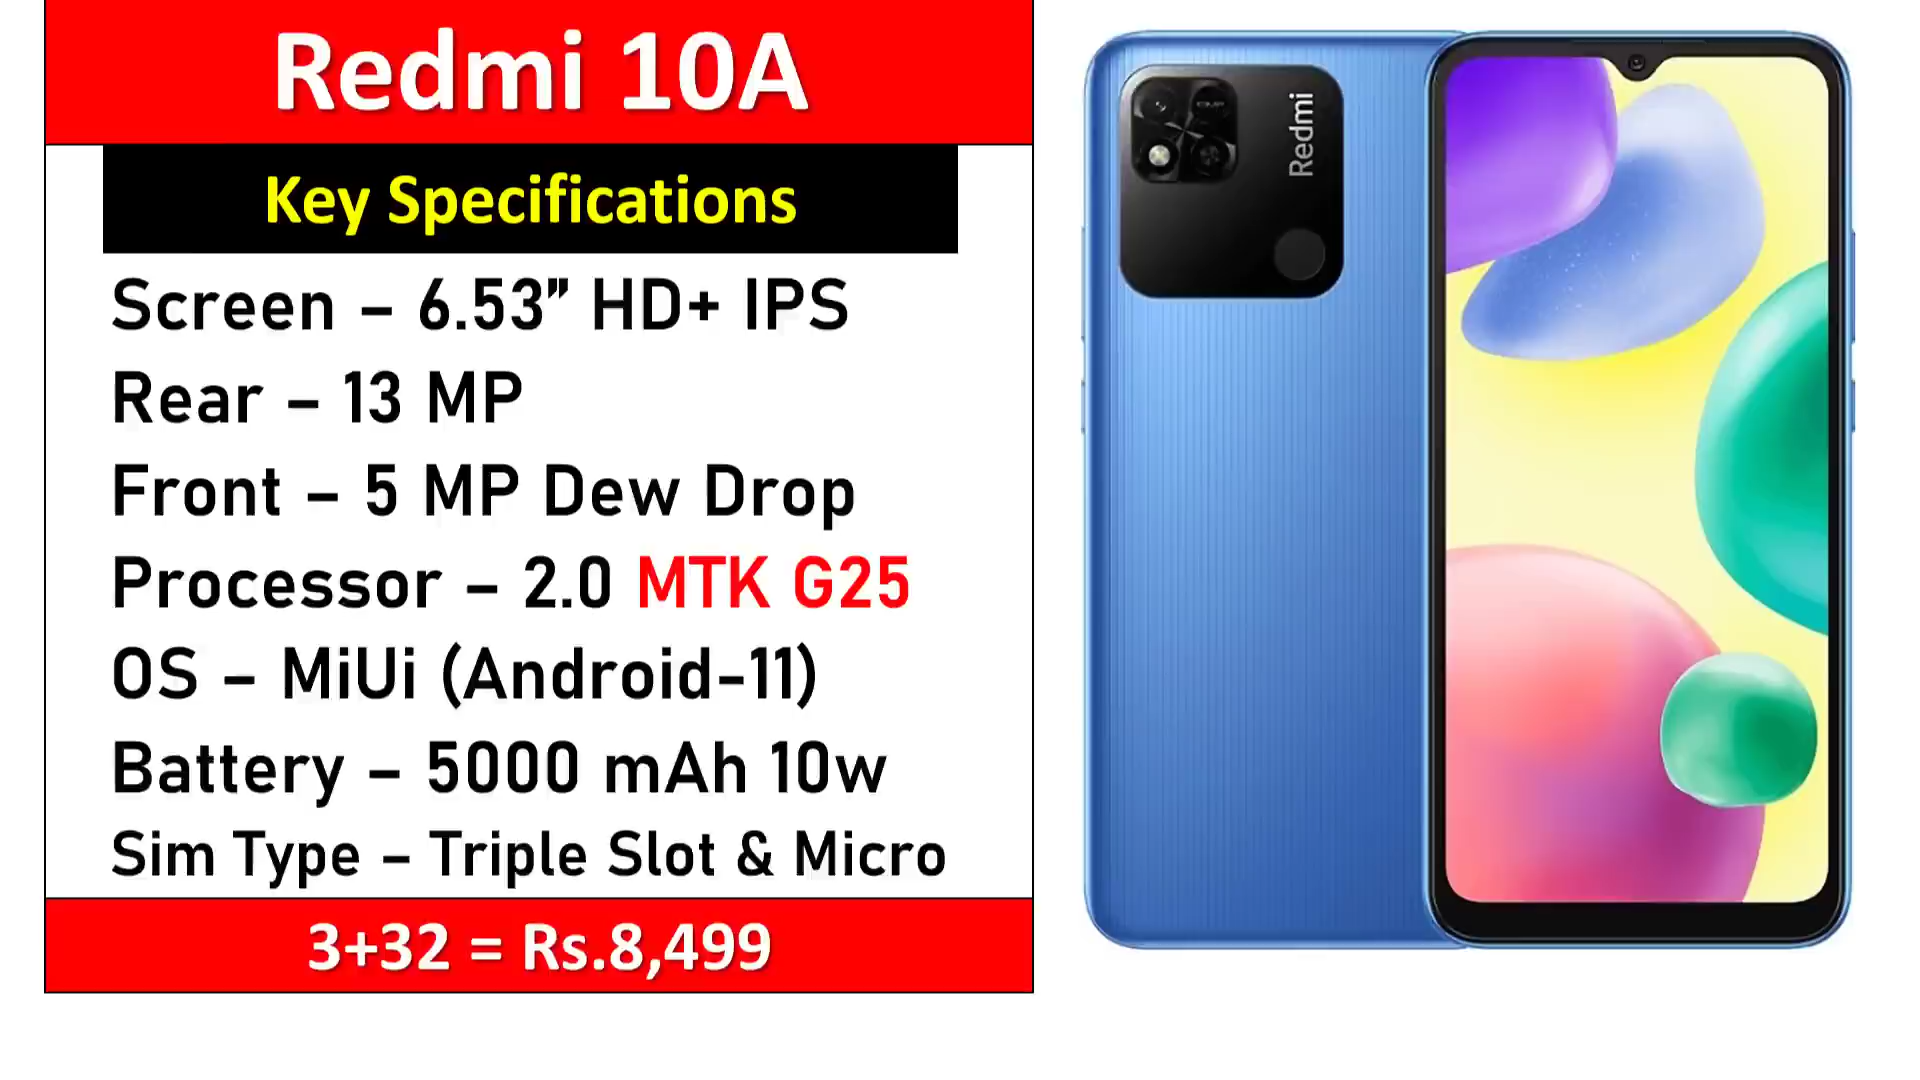 Redmi 10A
Key Specifications
Screen – 6.53” HD+ IPS
Rear – 13 MP
Front – 5 MP Dew Drop
Processor – 2.0 MTK G25
OS – MiUi (Android-11)
Battery – 5000 mAh 10w
Sim Type – Triple Slot & Micro
3+32 = Rs.8,499
Redmi